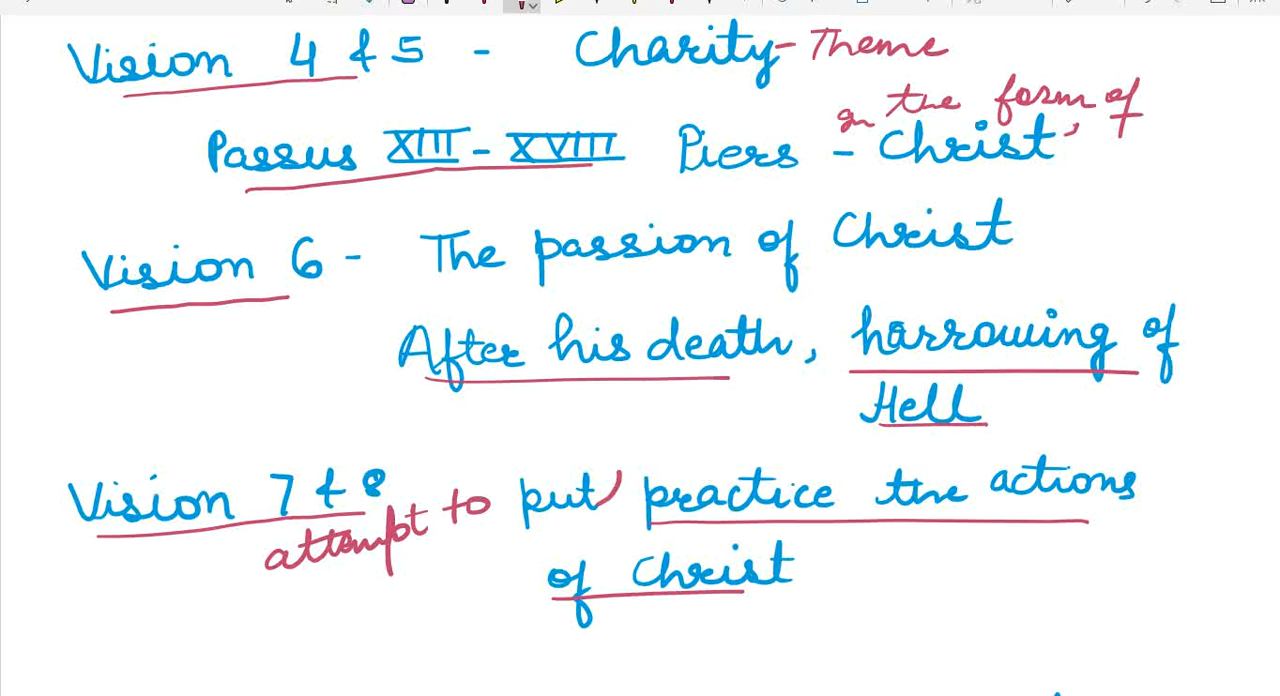 Vision 4 & 5 - Charity - Theme
in the form of
Passus XIII - XVIII Piers - Christ,
Vision 6 - The passion of Christ
After his death, harrowing of
Hell
Vision 7 & 8 attempt to put practice the actions
of Christ